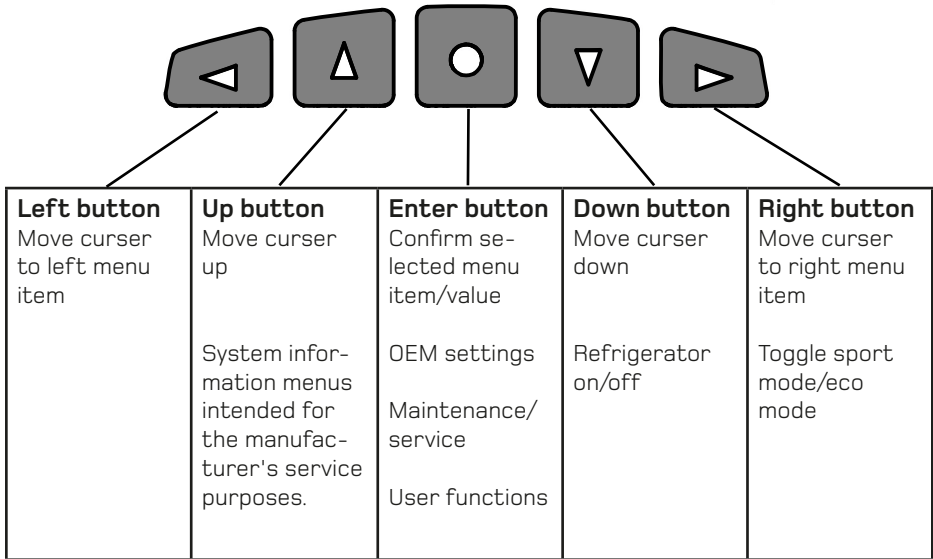 Left button
Move curser
to left menu
item
Up button
Move curser
up
System infor-
mation menus
intended for
the manufac-
turer's service
purposes.
Enter button
Confirm se-
lected menu
item/value
OEM settings
Maintenance/
service
User functions
Down button
Move curser
down
Refrigerator
on/off
Right button
Move curser
to right menu
item
Toggle sport
mode/eco
mode